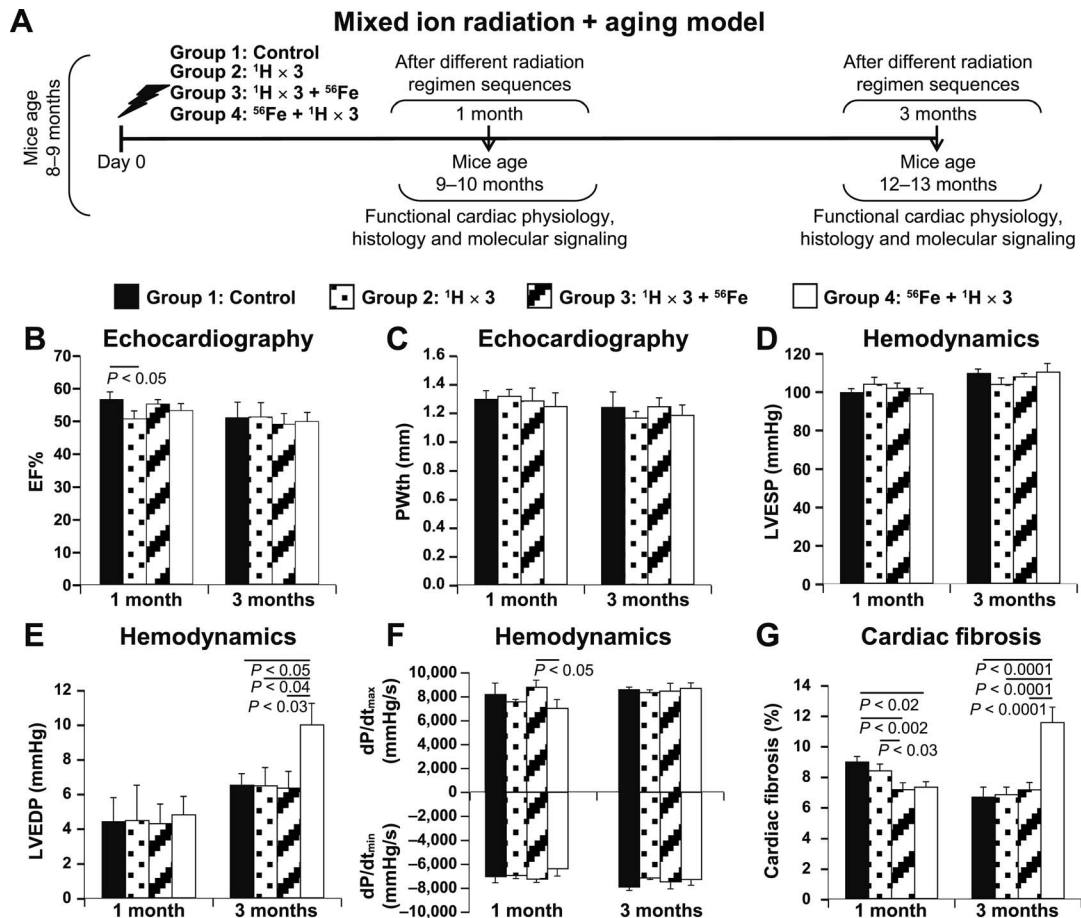 A
Mixed ion radiation + aging model
Mice age
8–9 months
Group 1: Control
Group 2: ¹H × 3
Group 3: ¹H × 3 + ⁵⁶Fe
Group 4: ⁵⁶Fe + ¹H × 3
Day 0
After different radiation
regimen sequences
1 month
Mice age
9–10 months
Functional cardiac physiology,
histology and molecular signaling
After different radiation
regimen sequences
3 months
Mice age
12–13 months
Functional cardiac physiology,
histology and molecular signaling
Group 1: Control
Group 2: ¹H × 3
Group 3: ¹H × 3 + ⁵⁶Fe
Group 4: ⁵⁶Fe + ¹H × 3
B
Echocardiography
EF%
70
60
50
40
30
20
10
0
P < 0.05
1 month
3 months
C
Echocardiography
PWth (mm)
1.6
1.4
1.2
1.0
0.8
0.6
0.4
0.2
0.0
1 month
3 months
D
Hemodynamics
LVESP (mmHg)
120
100
80
60
40
20
0
1 month
3 months
E
Hemodynamics
LVEDP (mmHg)
12
10
8
6
4
2
0
P < 0.05
P < 0.04
P < 0.03
1 month
3 months
F
Hemodynamics
dP/dtmax
(mmHg/s)
dP/dtmin
(mmHg/s)
10,000
8,000
6,000
4,000
2,000
0
–2,000
–4,000
–6,000
–8,000
–10,000
P < 0.05
1 month
3 months
G
Cardiac fibrosis
Cardiac fibrosis (%)
14
12
10
8
6
4
2
0
P < 0.02
P < 0.002
P < 0.03
P < 0.0001
P < 0.0001
P < 0.0001
1 month
3 months